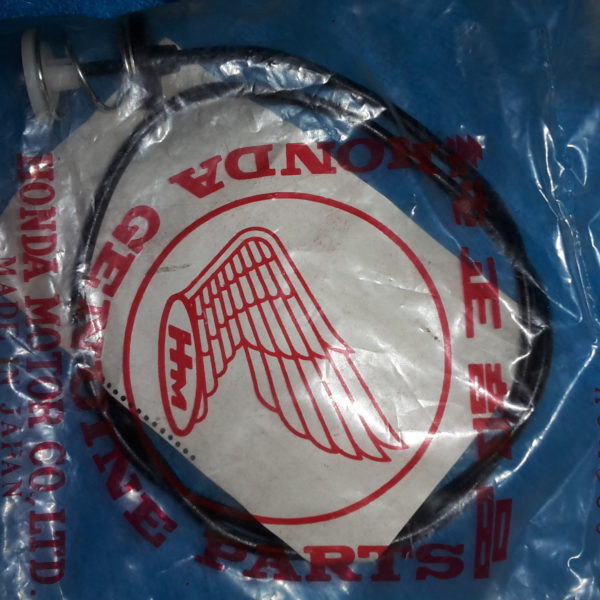 HONDA GENUINE PARTS
純正部品
HM
HONDA MOTOR CO., LTD.
MADE IN JAPAN